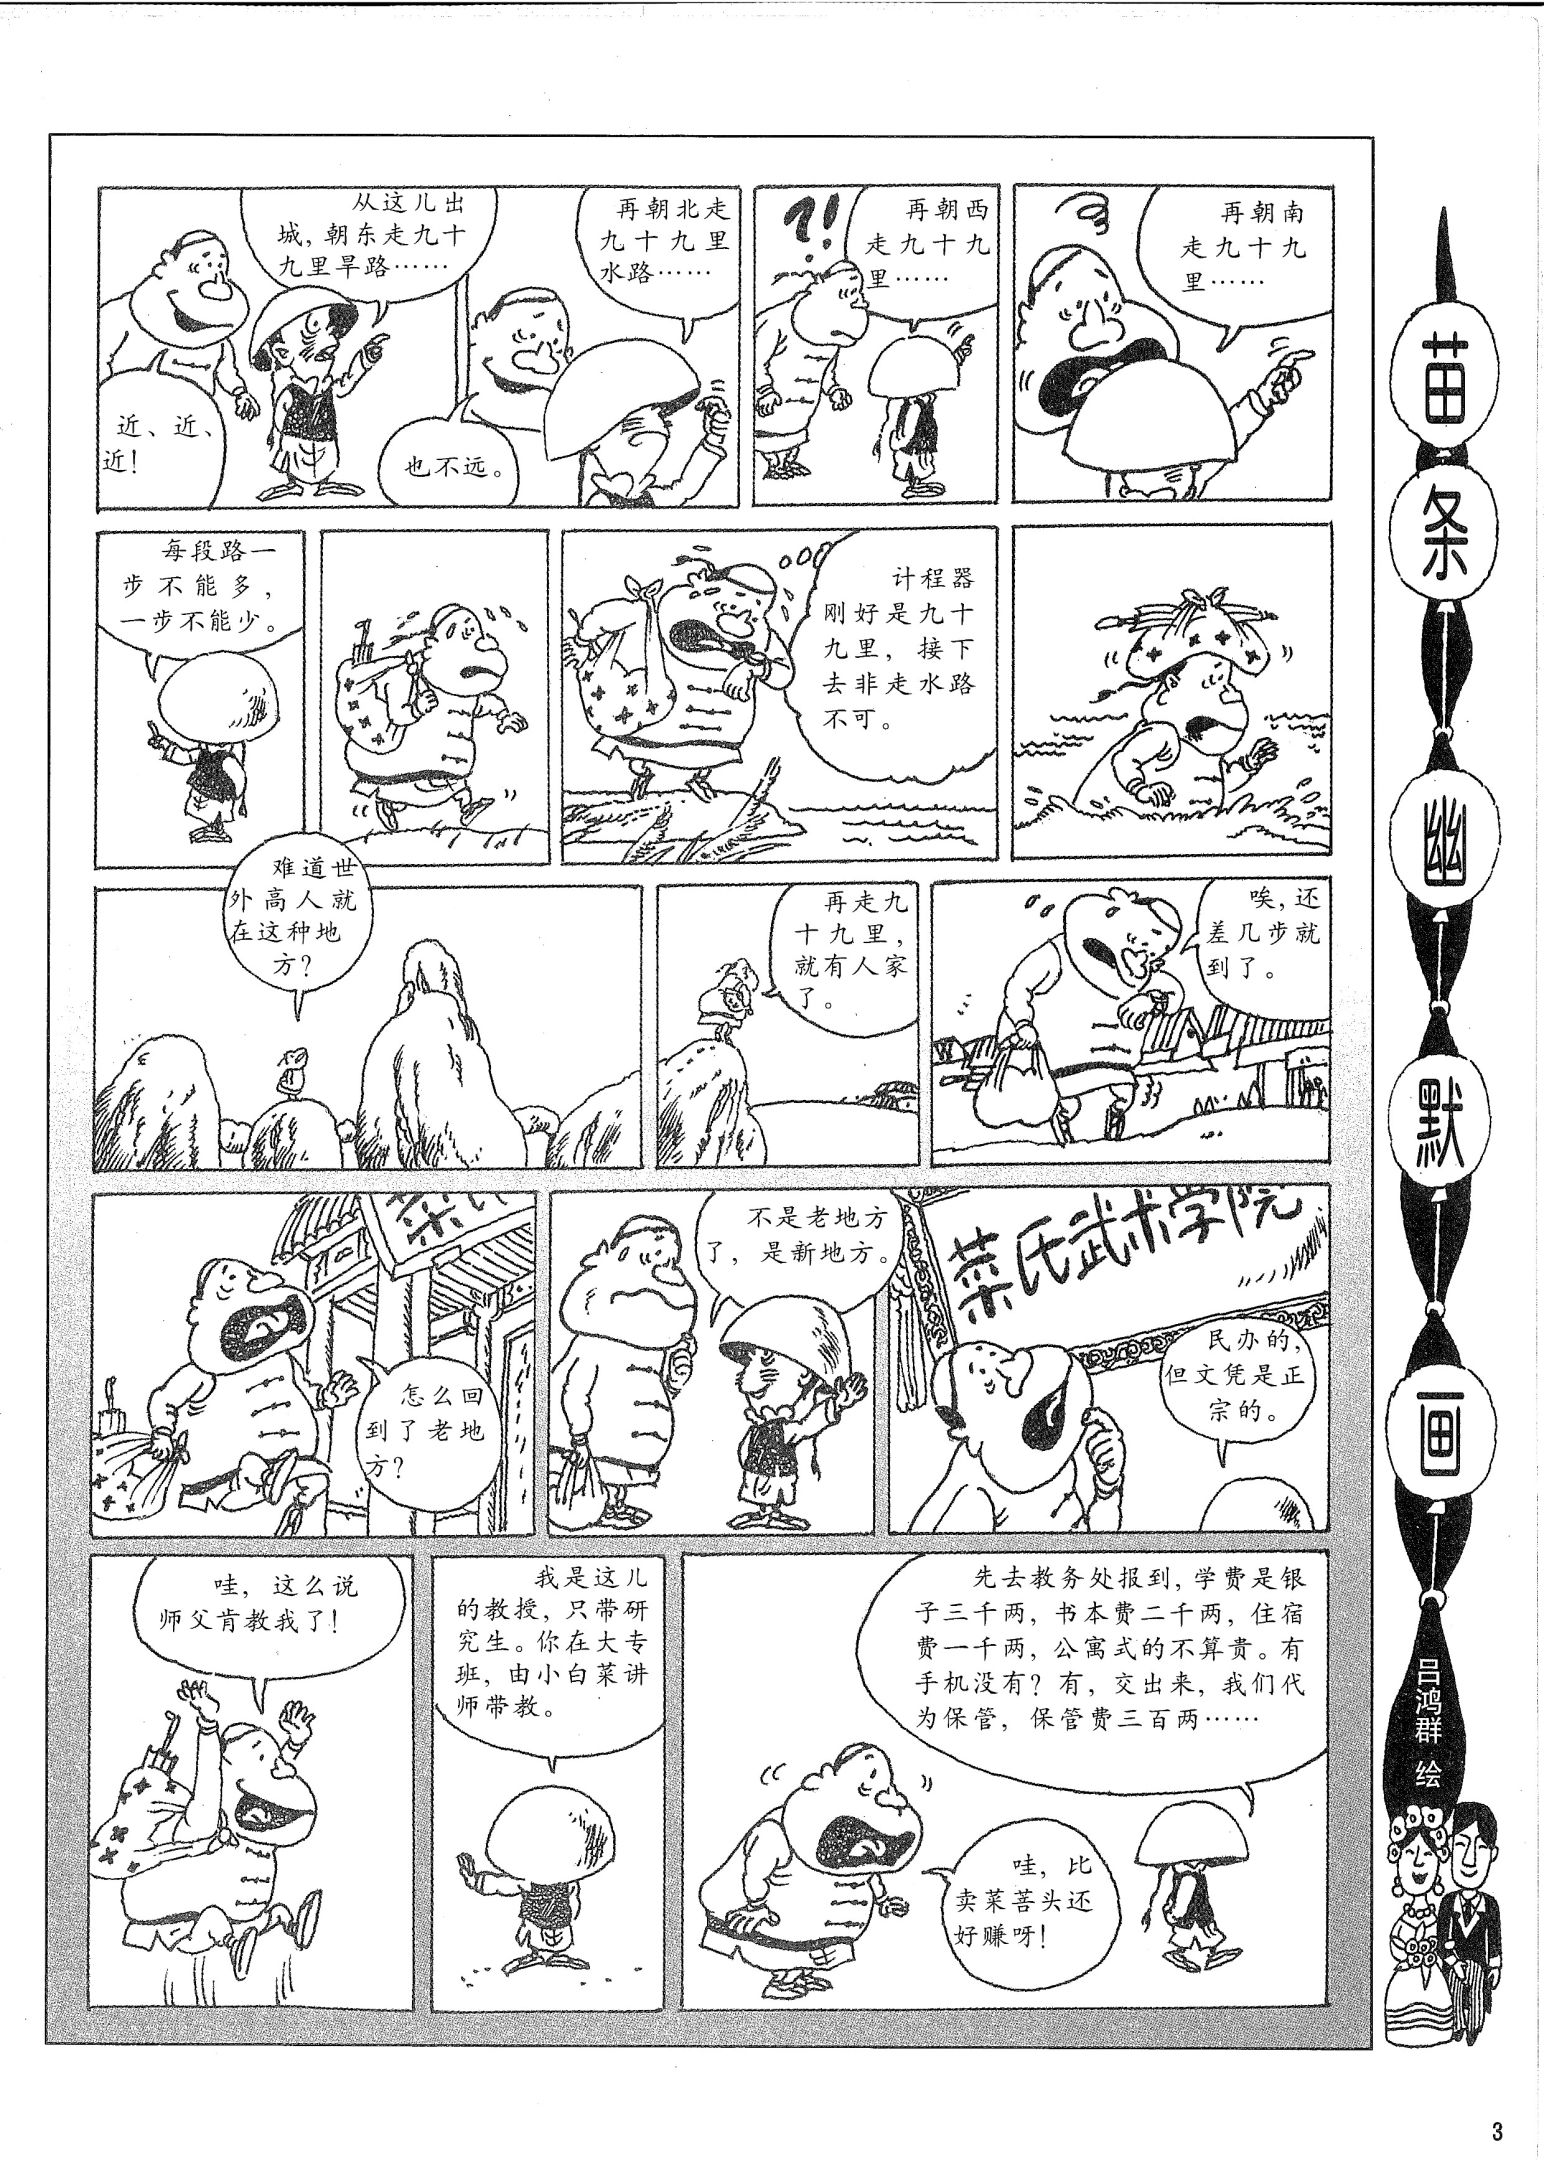 从这儿出
城，朝东走九十
九里旱路……
近、近、
近！
再朝北走
九十九里
水路……
也不远。
？！
再朝西
走九十九
里……
再朝南
走九十九
里……
每段路一
步不能多，
一步不能少。
计程器
刚好是九十
九里，接下
去非走水路
不可。
难道世
外高人就
在这种地
方？
再走九
十九里，
就有人家
了。
唉，还
差几步就
到了。
菜氏
怎么回
到了老地
方？
不是老地方
了，是新地方。
菜氏武术学院
民办的，
但文凭是正
宗的。
哇，这么说
师父肯教我了！
我是这儿
的教授，只带研
究生。你在大专
班，由小白菜讲
师带教。
先去教务处报到，学费是银
子三千两，书本费二千两，住宿
费一千两，公寓式的不算贵。有
手机没有？有，交出来，我们代
为保管，保管费三百两……
哇，比
卖菜菩头还
好赚呀！
苗条幽默画
吕鸿群 绘
3